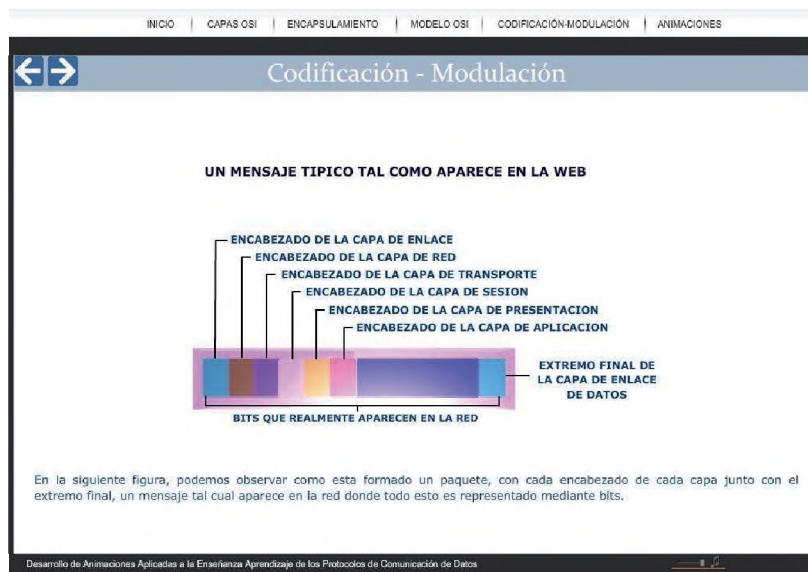 INICIO | CAPAS OSI | ENCAPSULAMIENTO | MODELO OSI | CODIFICACIÓN-MODULACIÓN | ANIMACIONES
Codificación - Modulación
UN MENSAJE TIPICO TAL COMO APARECE EN LA WEB
ENCABEZADO DE LA CAPA DE ENLACE
ENCABEZADO DE LA CAPA DE RED
ENCABEZADO DE LA CAPA DE TRANSPORTE
ENCABEZADO DE LA CAPA DE SESION
ENCABEZADO DE LA CAPA DE PRESENTACION
ENCABEZADO DE LA CAPA DE APLICACION
EXTREMO FINAL DE
LA CAPA DE ENLACE
DE DATOS
BITS QUE REALMENTE APARECEN EN LA RED
En la siguiente figura, podemos observar como esta formado un paquete, con cada encabezado de cada capa junto con el
extremo final, un mensaje tal cual aparece en la red donde todo esto es representado mediante bits.
Desarrollo de Animaciones Aplicadas a la Enseñanza Aprendizaje de los Protocolos de Comunicación de Datos